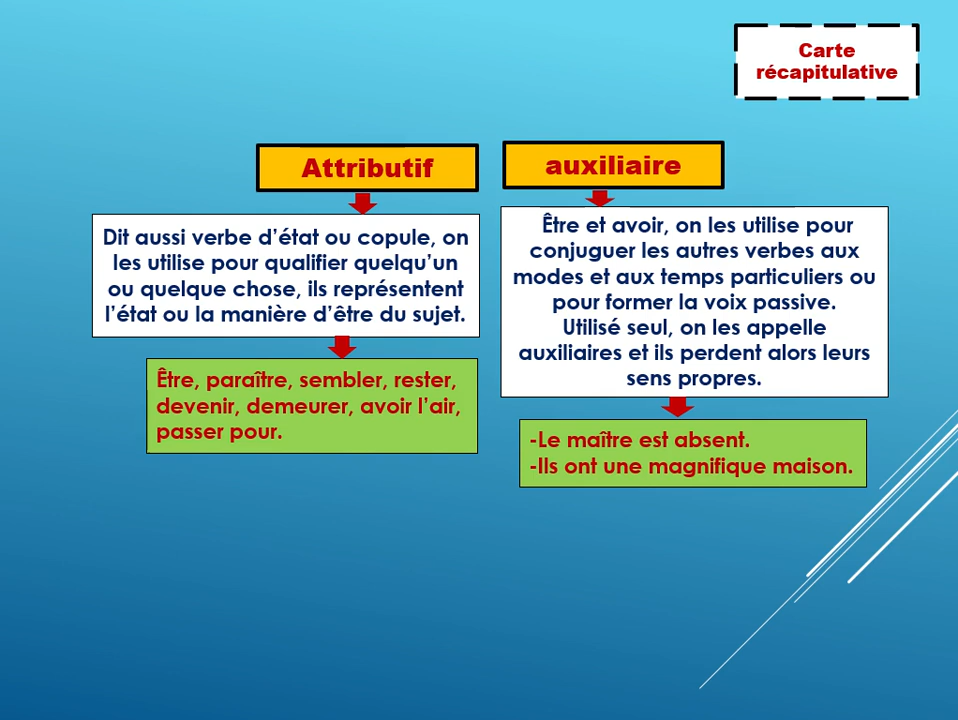 Carte
récapitulative
Attributif
auxiliaire
Dit aussi verbe d’état ou copule, on
les utilise pour qualifier quelqu’un
ou quelque chose, ils représentent
l’état ou la manière d’être du sujet.
Être, paraître, sembler, rester,
devenir, demeurer, avoir l’air,
passer pour.
Être et avoir, on les utilise pour
conjuguer les autres verbes aux
modes et aux temps particuliers ou
pour former la voix passive.
Utilisé seul, on les appelle
auxiliaires et ils perdent alors leurs
sens propres.
-Le maître est absent.
-Ils ont une magnifique maison.